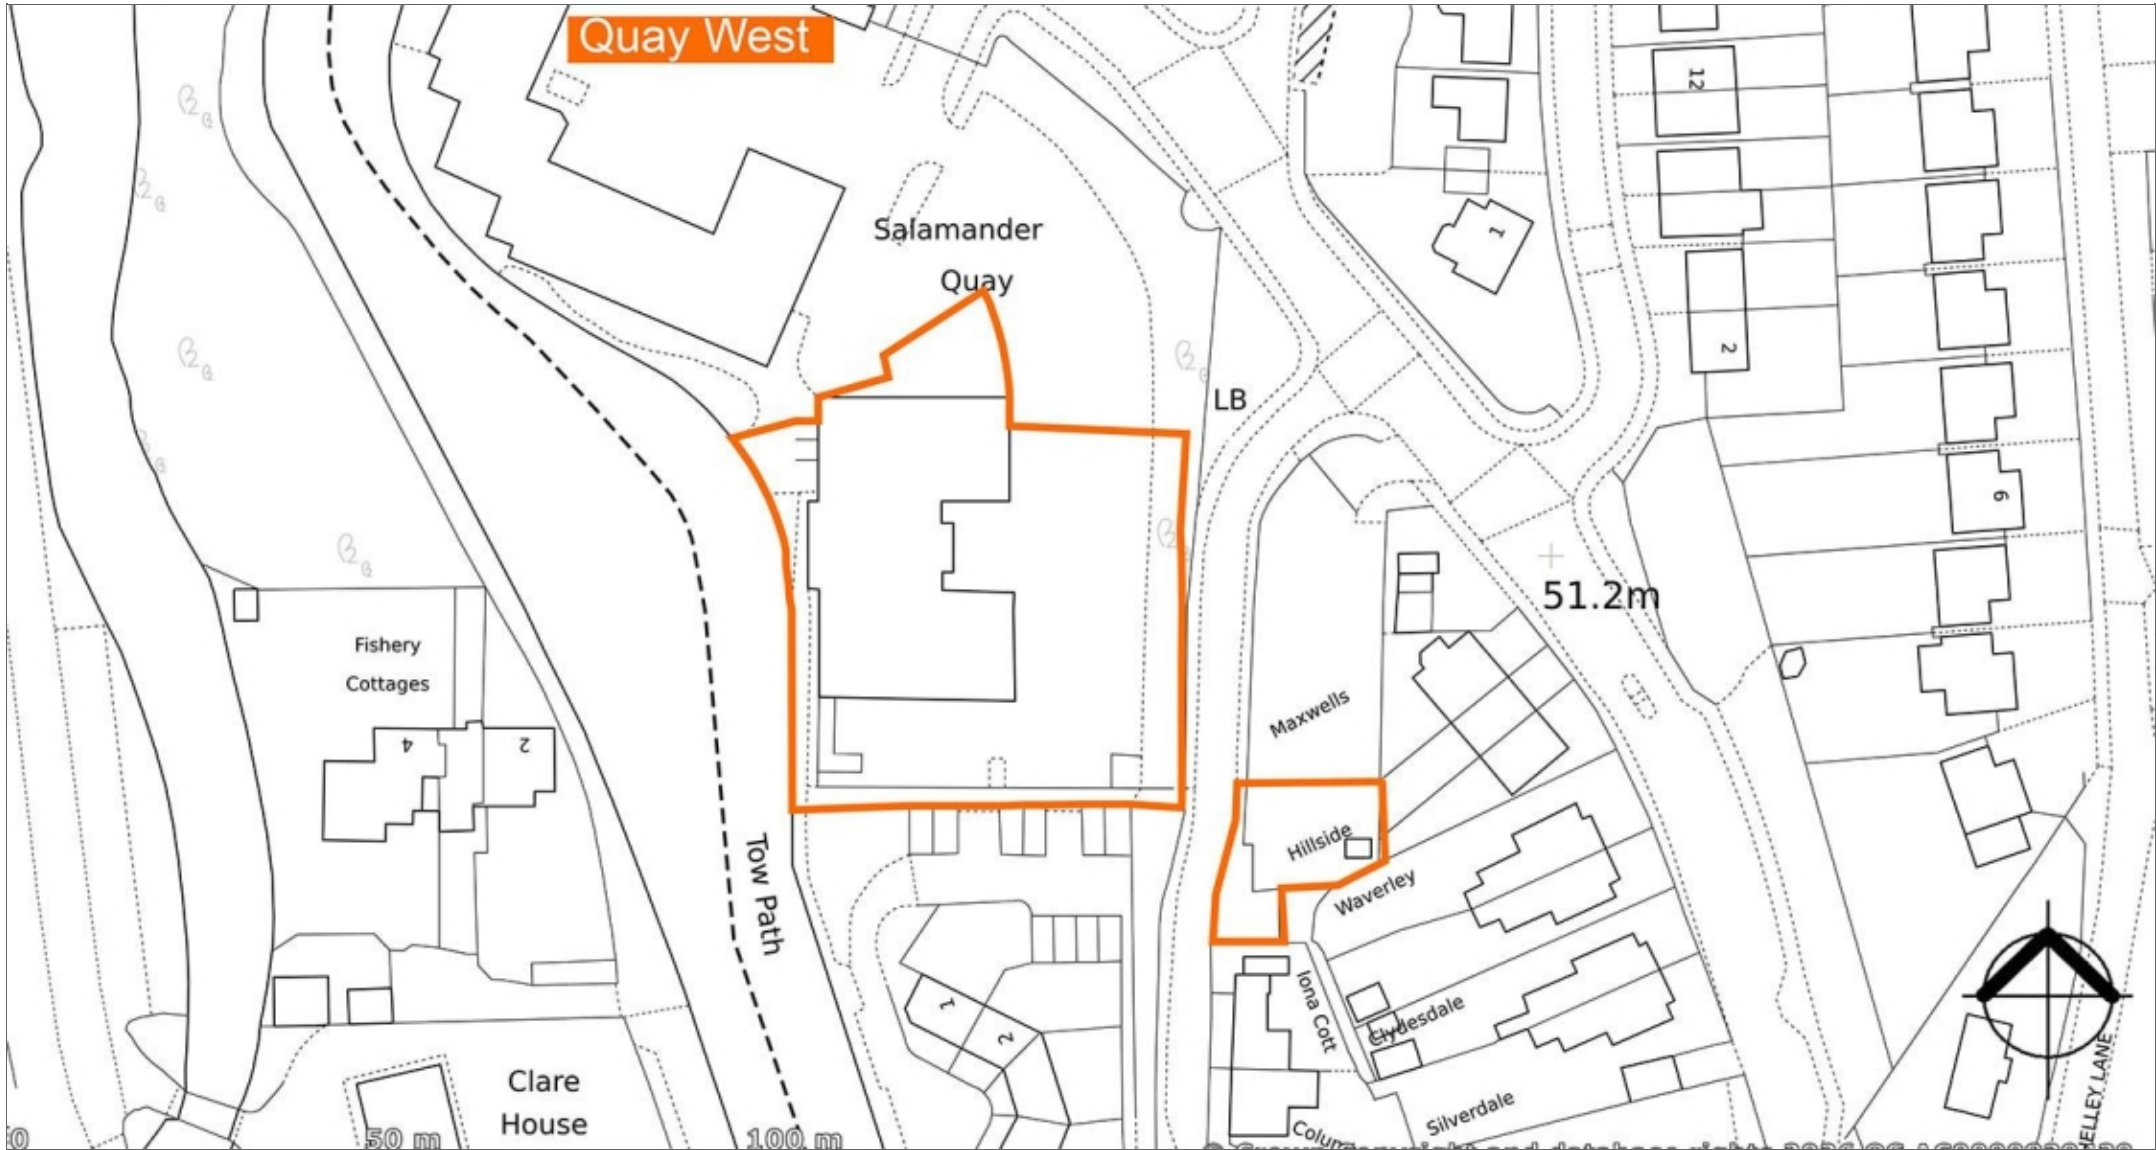 Quay West
12
Salamander
Quay
1
2
LB
6
51.2m
Fishery
Cottages
Maxwells
4
2
Hillside
Tow Path
Waverley
1
2
Iona Cott
Clydesdale
Clare
House
Silverdale
50 m
100 m